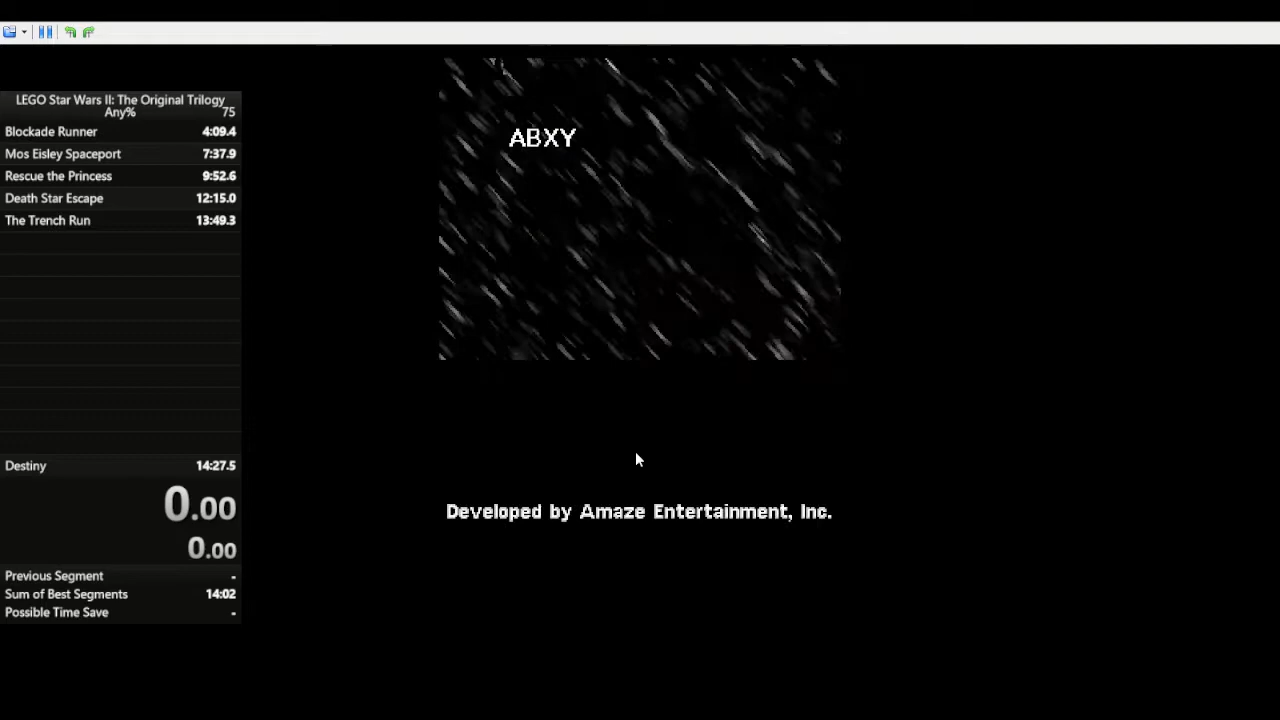 LEGO Star Wars II: The Original Trilogy
Any% 75
Blockade Runner 4:09.4
Mos Eisley Spaceport 7:37.9
Rescue the Princess 9:52.6
Death Star Escape 12:15.0
The Trench Run 13:49.3
Destiny 14:27.5
0.00
0.00
Previous Segment -
Sum of Best Segments 14:02
Possible Time Save -
ABXY
Developed by Amaze Entertainment, Inc.